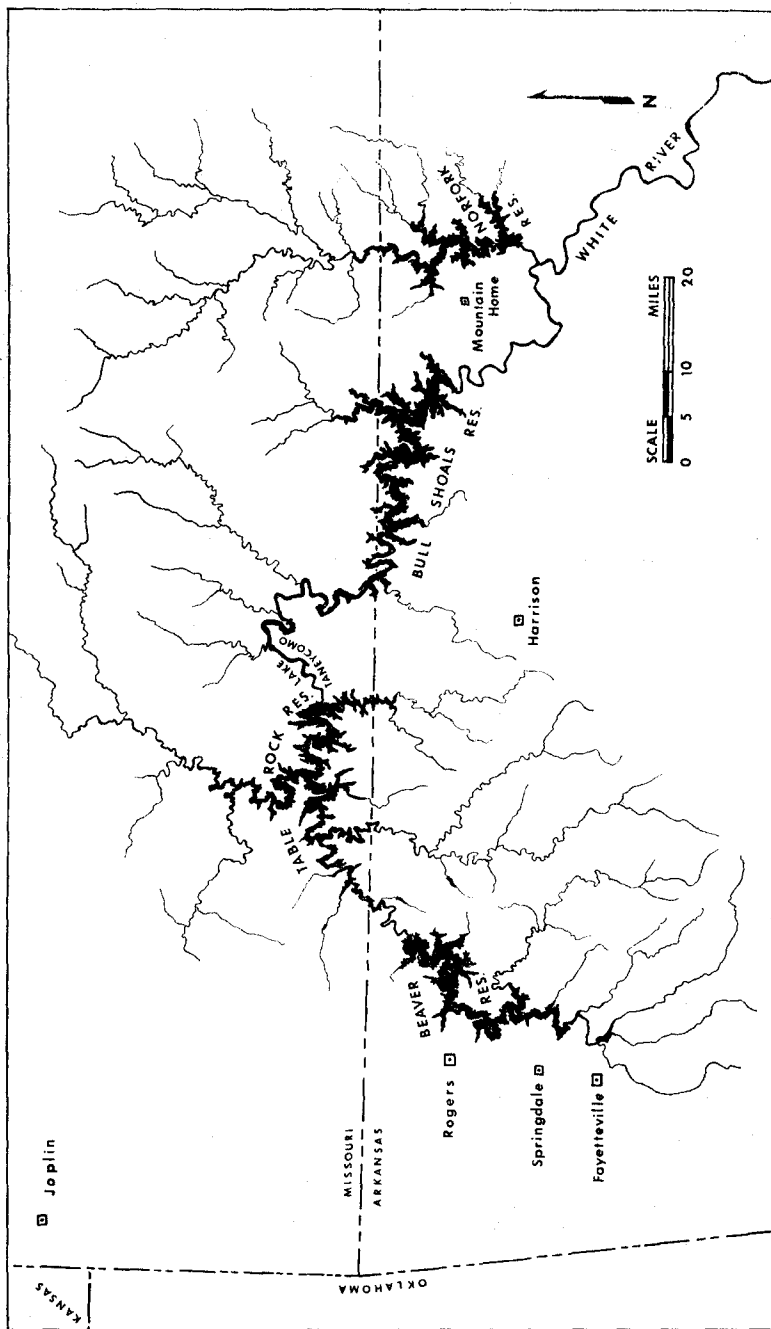 KANSAS
Joplin
MISSOURI
ARKANSAS
OKLAHOMA
Rogers
Springdale
Fayetteville
BEAVER
RES.
TABLE ROCK RES.
LAKE
TANEYCOMO
Harrison
BULL SHOALS RES.
Mountain
Home
NORFORK
RES.
WHITE RIVER
SCALE MILES
0 5 10 20
N